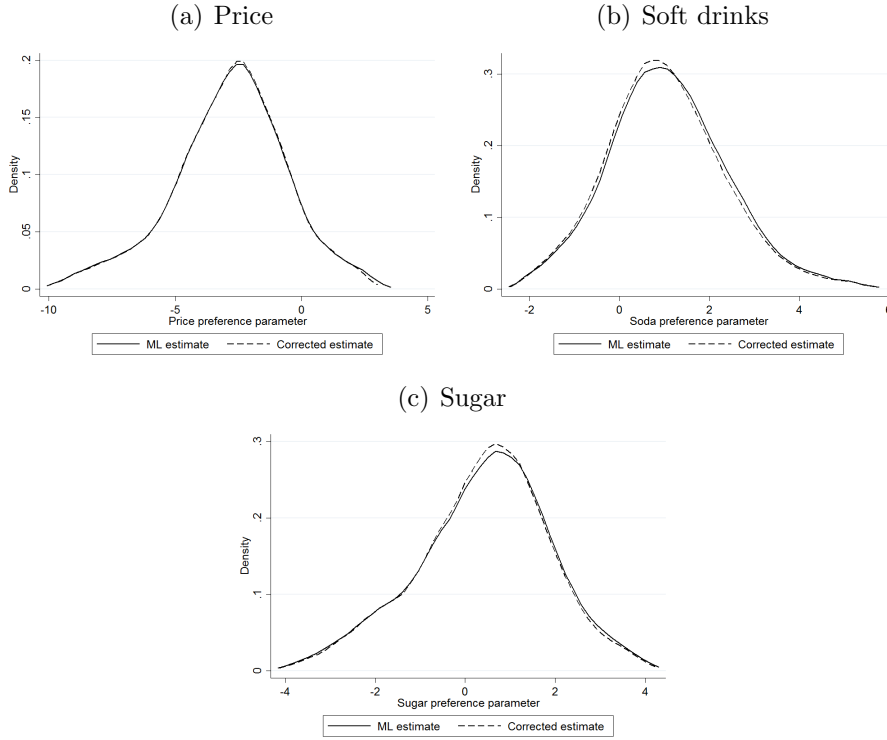 (a) Price
(b) Soft drinks
.2
.15
.1
.05
0
Density
-10
-5
0
5
Price preference parameter
ML estimate
Corrected estimate
.3
.2
.1
0
Density
-2
0
2
4
6
Soda preference parameter
ML estimate
Corrected estimate
(c) Sugar
.3
.2
.1
0
Density
-4
-2
0
2
4
Sugar preference parameter
ML estimate
Corrected estimate